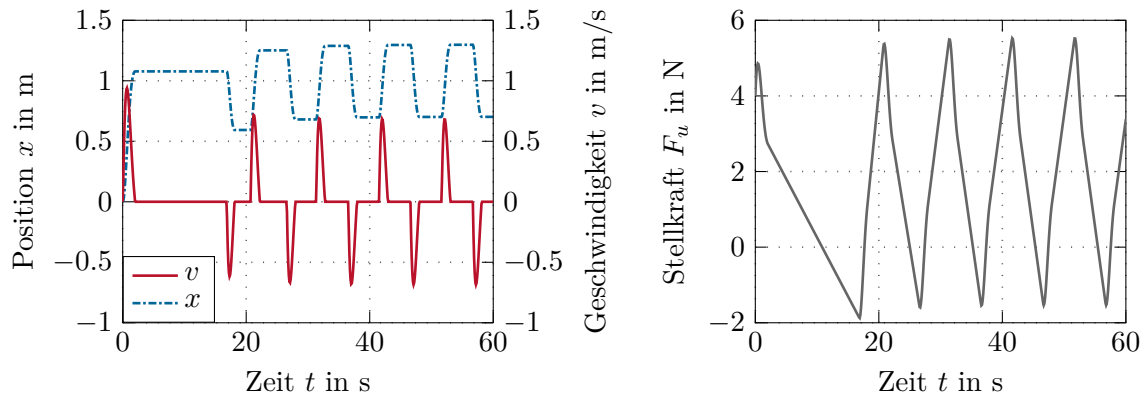 1.5
1
0.5
0
−0.5
−1
Position x in m
1.5
1
0.5
0
−0.5
−1
Geschwindigkeit v in m/s
v
x
0 20 40 60
Zeit t in s
6
4
2
0
−2
Stellkraft F_u in N
0 20 40 60
Zeit t in s